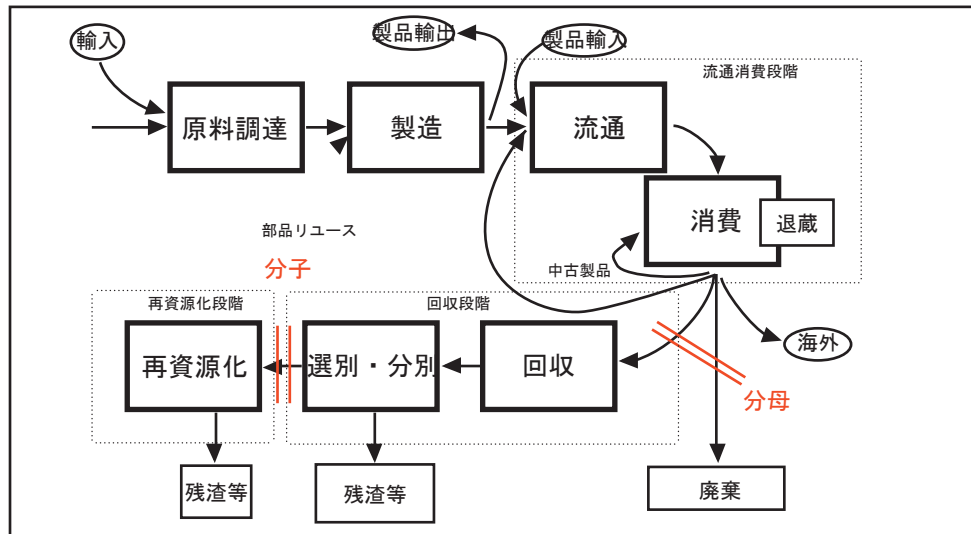 輸入
製品輸出
製品輸入
流通消費段階
原料調達
製造
流通
消費
退蔵
部品リユース
中古製品
分子
再資源化段階
回収段階
海外
再資源化
選別・分別
回収
分母
残渣等
残渣等
廃棄